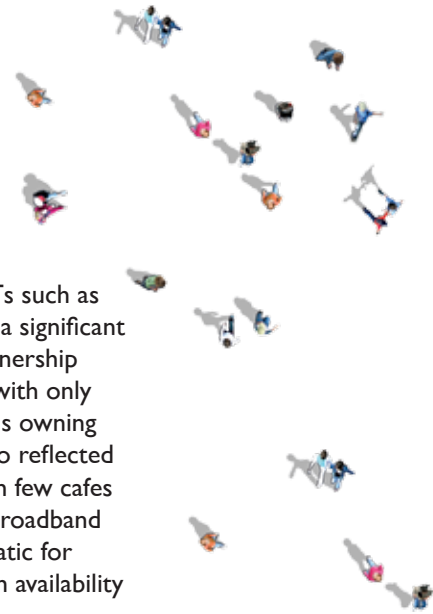 Ts such as
a significant
nership
with only
s owning
o reflected
n few cafes
roadband
atic for
n availability